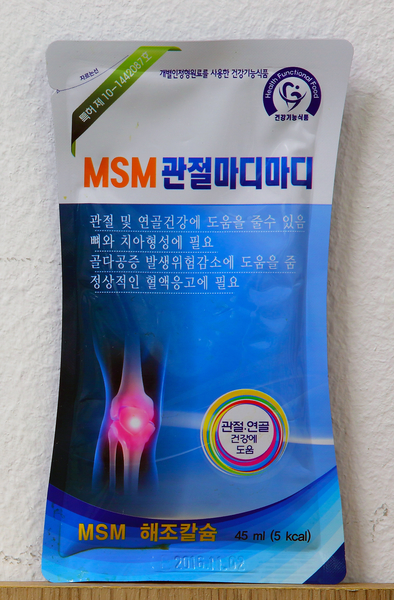 자르는선
특허 제 10-1442087호
개별인정형원료를 사용한 건강기능식품
Health Functional Food
건강기능식품
MSM 관절마디마디
관절 및 연골건강에 도움을 줄수 있음
뼈와 치아형성에 필요
골다공증 발생위험감소에 도움을 줌
정상적인 혈액응고에 필요
관절·연골
건강에
도움
MSM 해조칼슘 45 ml (5 kcal)